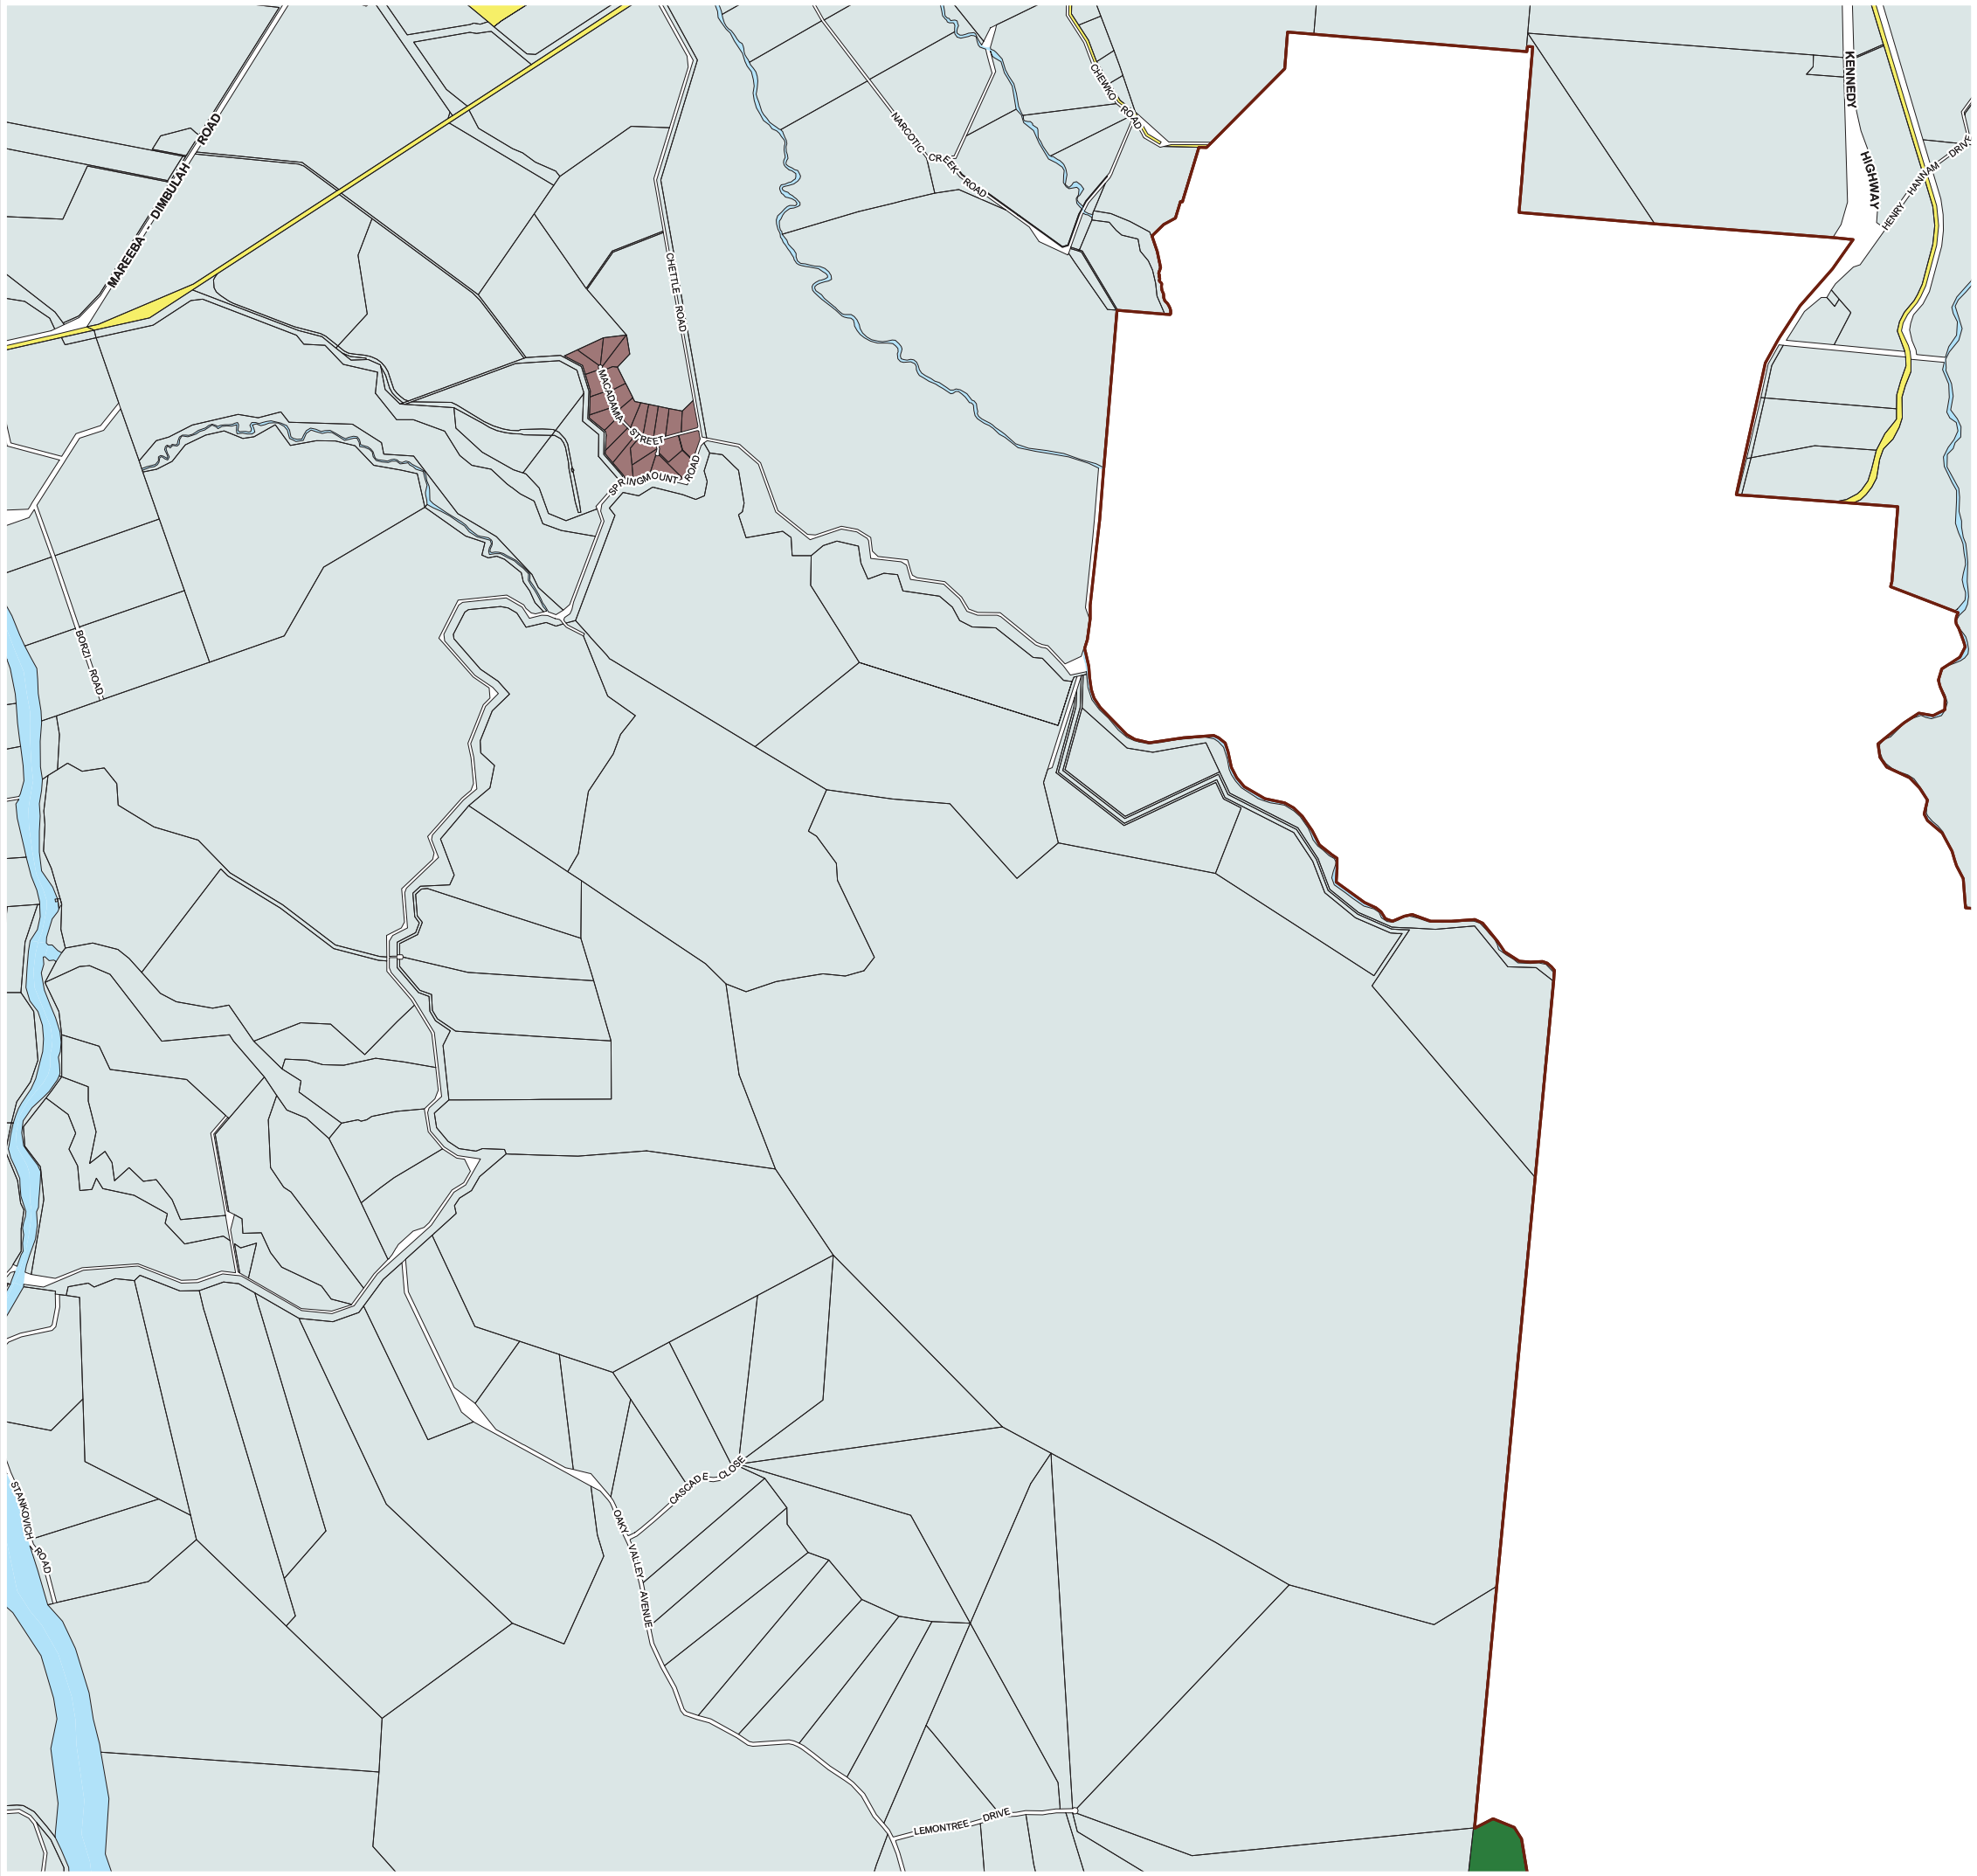 KENNEDY
HIGHWAY
CHEWKO ROAD
MAREEBA -- DIMBULAH ROAD
NARCOTIC CREEK ROAD
HENRY HANNAM DRIVE
CHETTLE ROAD
MACADAMIA STREET
SPRINGMOUNT ROAD
BORZI ROAD
STANKOVICH ROAD
CASCADE CLOSE
OAKY VALLEY AVENUE
LEMONTREE DRIVE